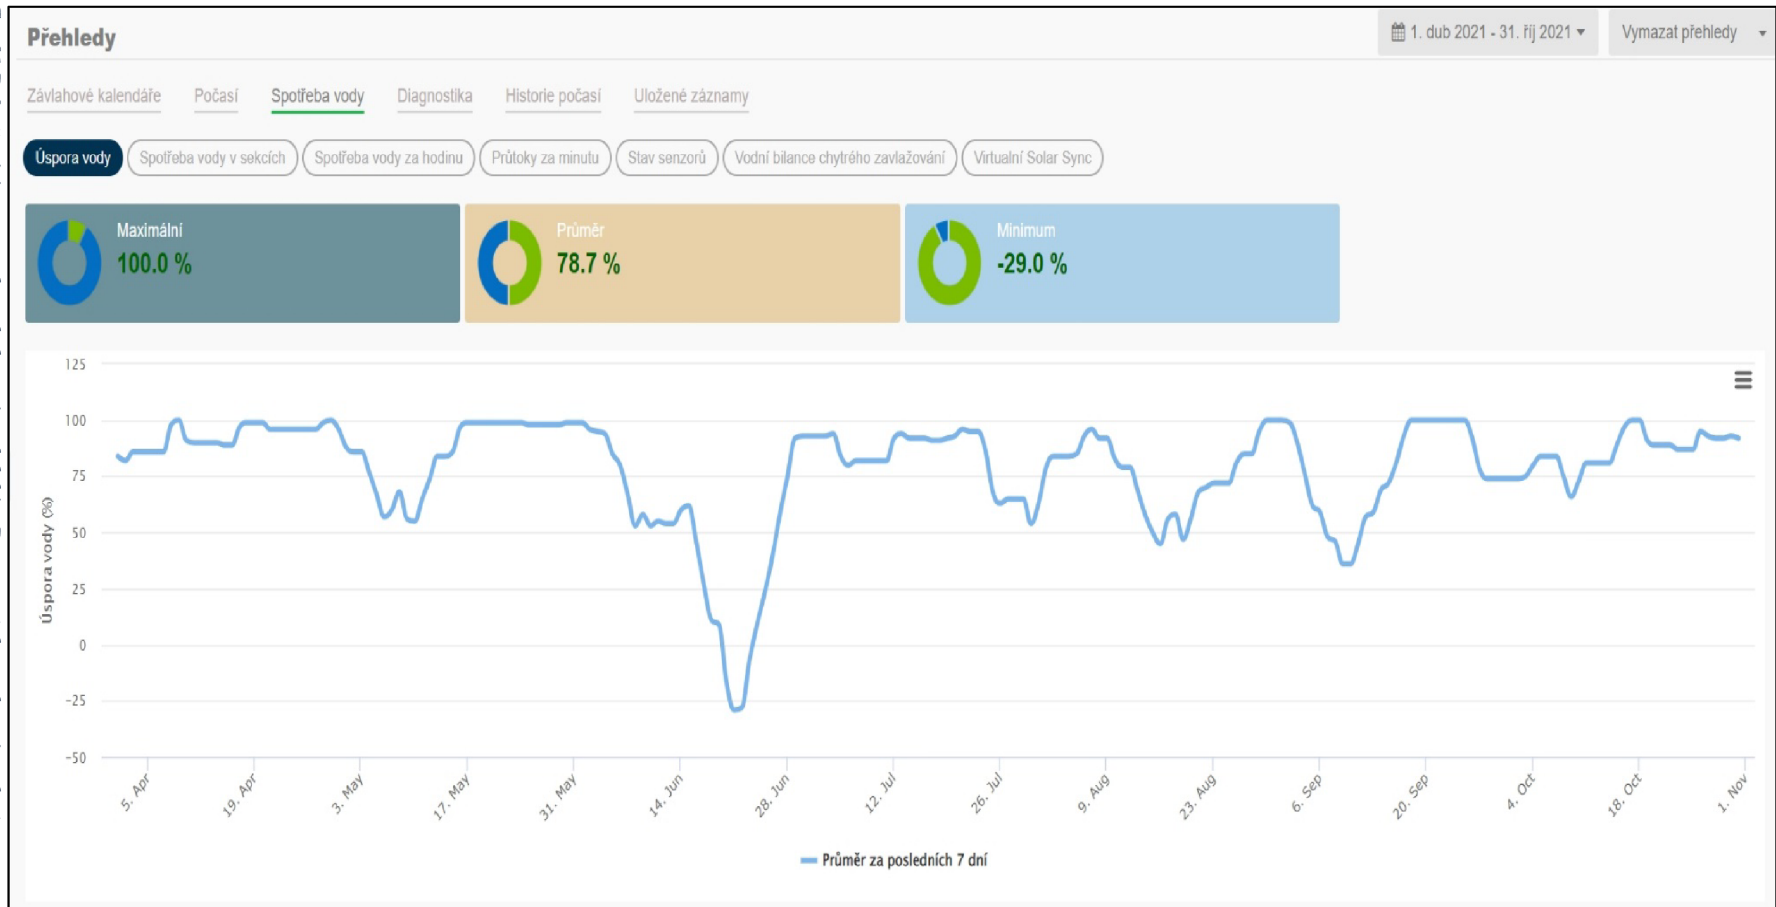 Přehledy
1. dub 2021 - 31. říj 2021
Vymazat přehledy
Závlahové kalendáře Počasí Spotřeba vody Diagnostika Historie počasí Uložené záznamy
Úspora vody Spotřeba vody v sekcích Spotřeba vody za hodinu Průtoky za minutu Stav senzorů Vodní bilance chytrého zavlažování Virtualní Solar Sync
Maximální
100.0 %
Průměr
78.7 %
Minimum
-29.0 %
125
100
75
50
25
0
-25
-50
Úspora vody (%)
5. Apr 19. Apr 3. May 17. May 31. May 14. Jun 28. Jun 12. Jul 26. Jul 9. Aug 23. Aug 6. Sep 20. Sep 4. Oct 18. Oct 1. Nov
Průměr za posledních 7 dní